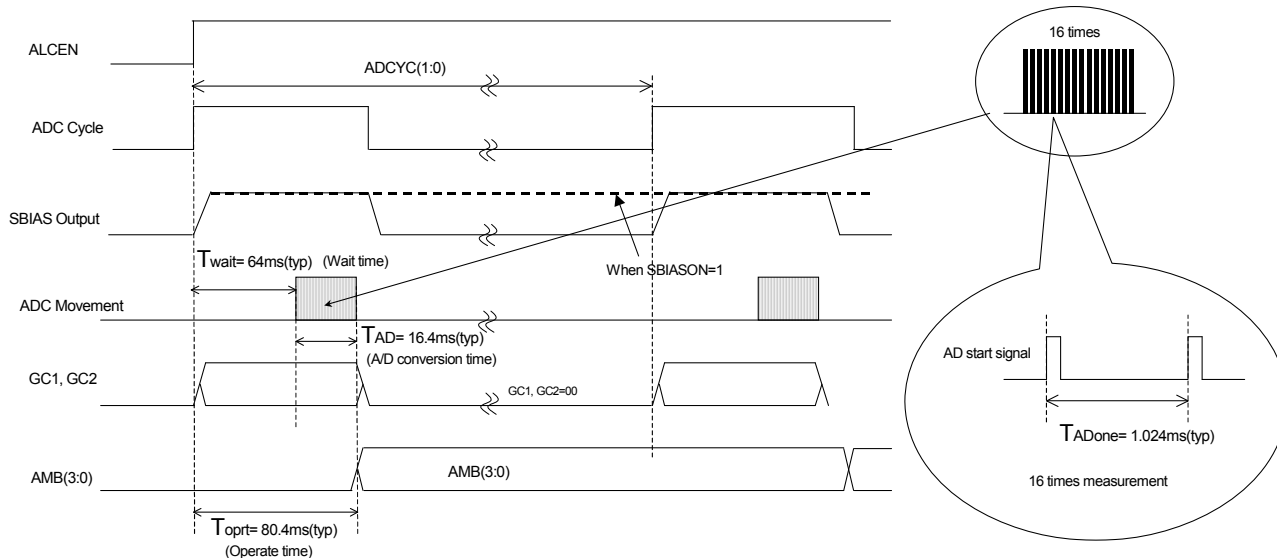 ALCEN
ADCYC(1:0)
16 times
ADC Cycle
SBIAS Output
Twait= 64ms(typ) (Wait time)
When SBIASON=1
ADC Movement
TAD= 16.4ms(typ)
(A/D conversion time)
AD start signal
GC1, GC2
GC1, GC2=00
TADone= 1.024ms(typ)
AMB(3:0)
AMB(3:0)
16 times measurement
Toprt= 80.4ms(typ)
(Operate time)